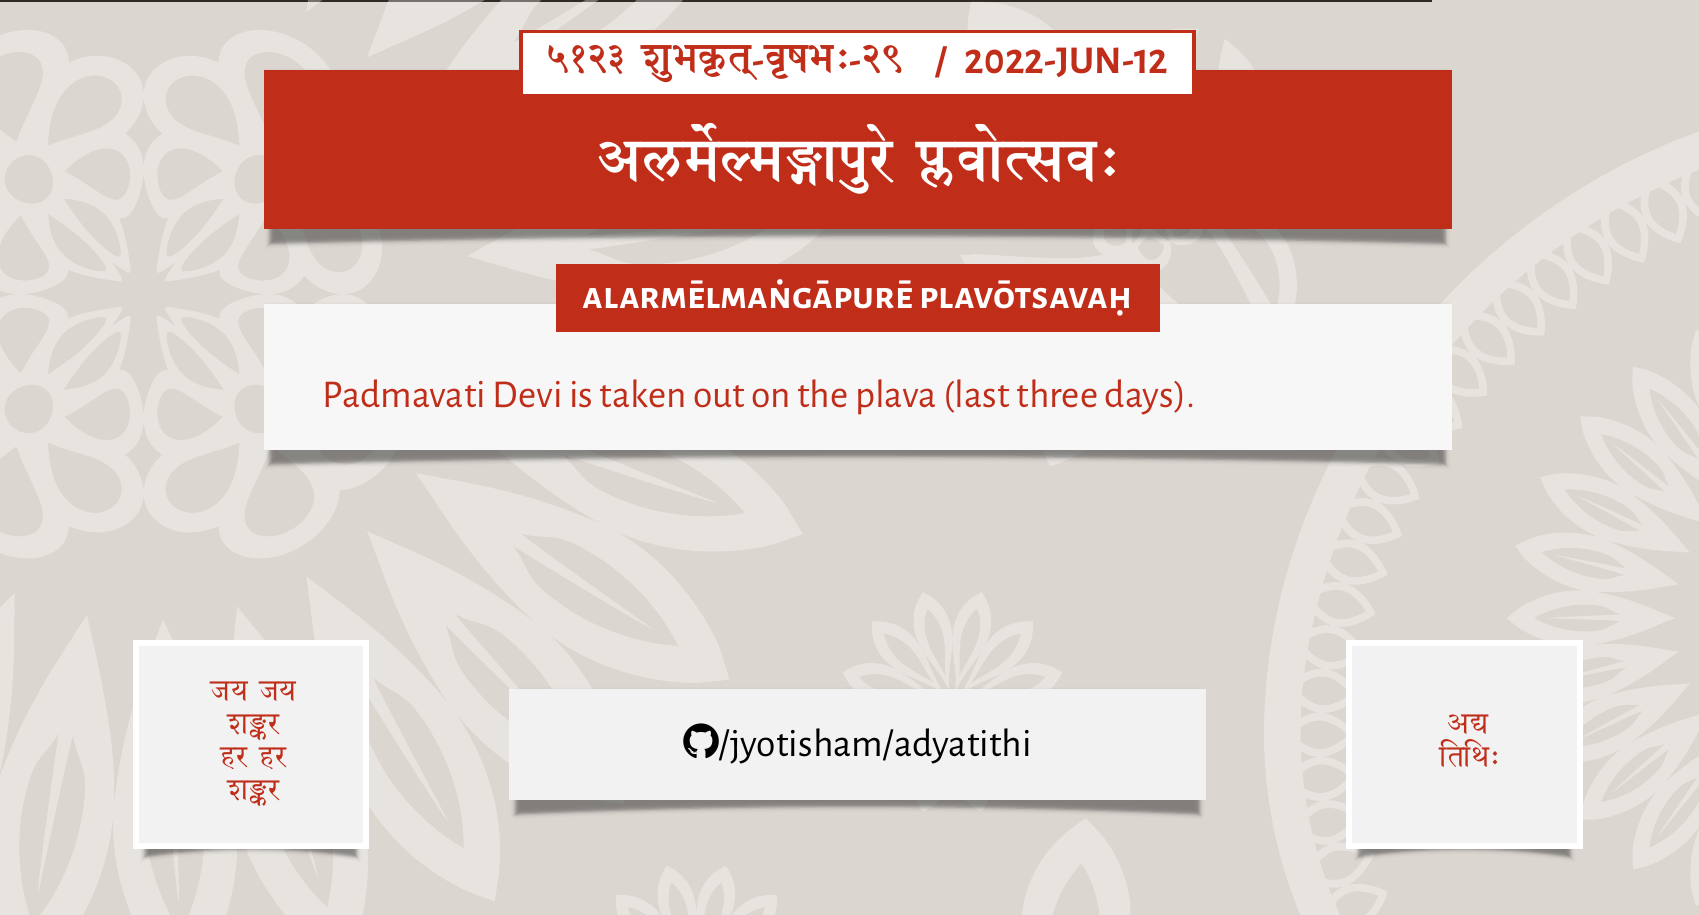 ५१२३ शुभकृत्-वृषभः-२९ / 2022-JUN-12
अलर्मेल्मङ्गापुरे प्लवोत्सवः
ALARMĒLMAṄGĀPURĒ PLAVŌTSAVAḤ
Padmavati Devi is taken out on the plava (last three days).
जय जय
शङ्कर
हर हर
शङ्कर
/jyotisham/adyatithi
अद्य
तिथिः